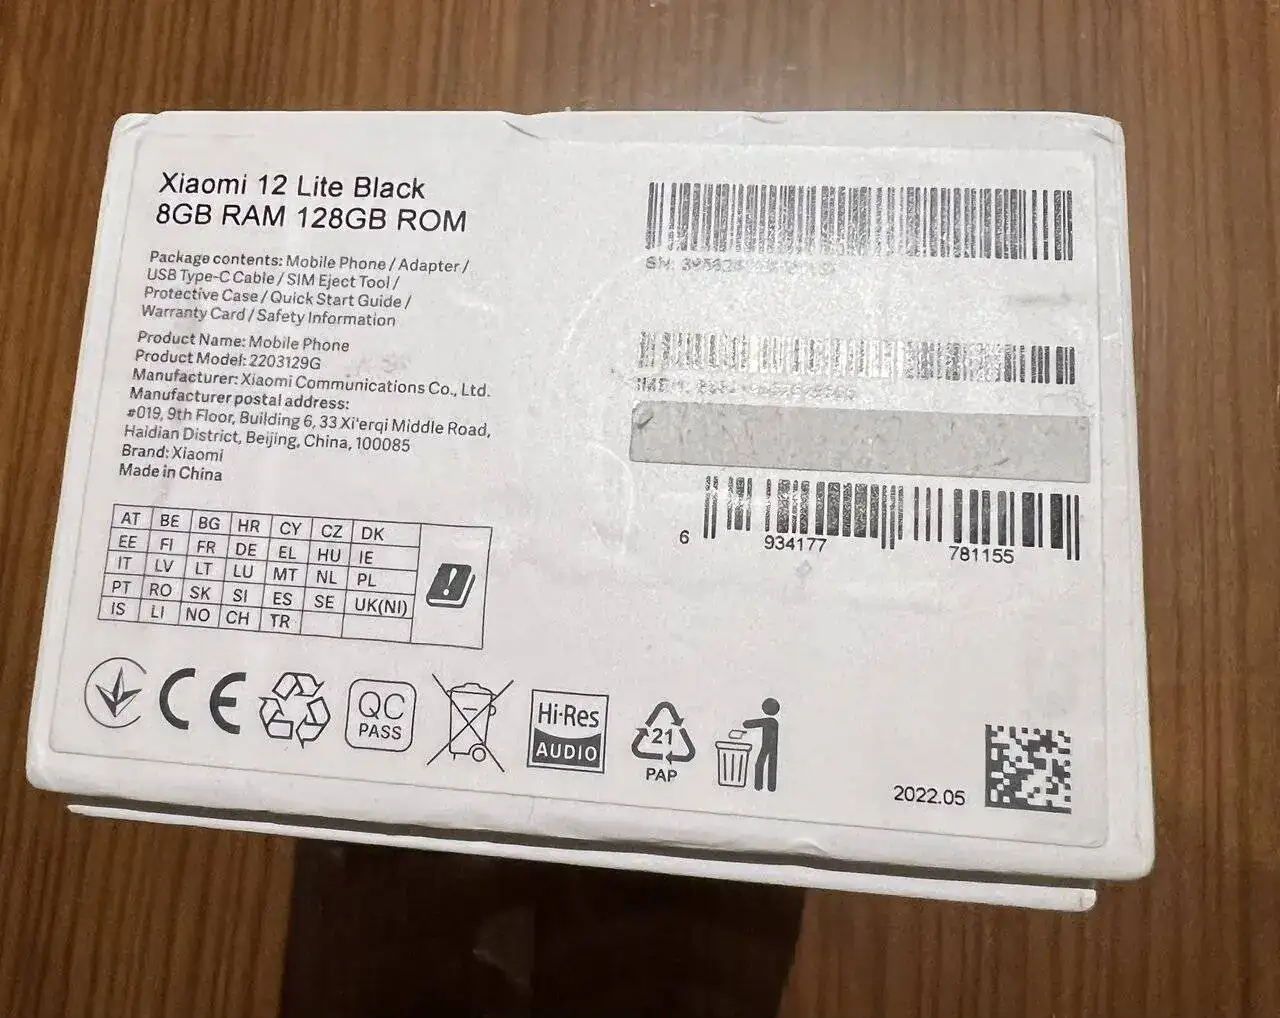 Xiaomi 12 Lite Black
8GB RAM 128GB ROM
Package contents: Mobile Phone / Adapter /
USB Type-C Cable / SIM Eject Tool /
Protective Case / Quick Start Guide /
Warranty Card / Safety Information
Product Name: Mobile Phone
Product Model: 2203129G
Manufacturer: Xiaomi Communications Co., Ltd.
Manufacturer postal address:
#019, 9th Floor, Building 6, 33 Xi'erqi Middle Road,
Haidian District, Beijing, China, 100085
Brand: Xiaomi
Made in China
AT BE BG HR CY CZ DK
EE FI FR DE EL HU IE
IT LV LT LU MT NL PL
PT RO SK SI ES SE UK(NI)
IS LI NO CH TR
CE
QC
PASS
Hi-Res
AUDIO
21
PAP
SN:
6 934177 781155
2022.05